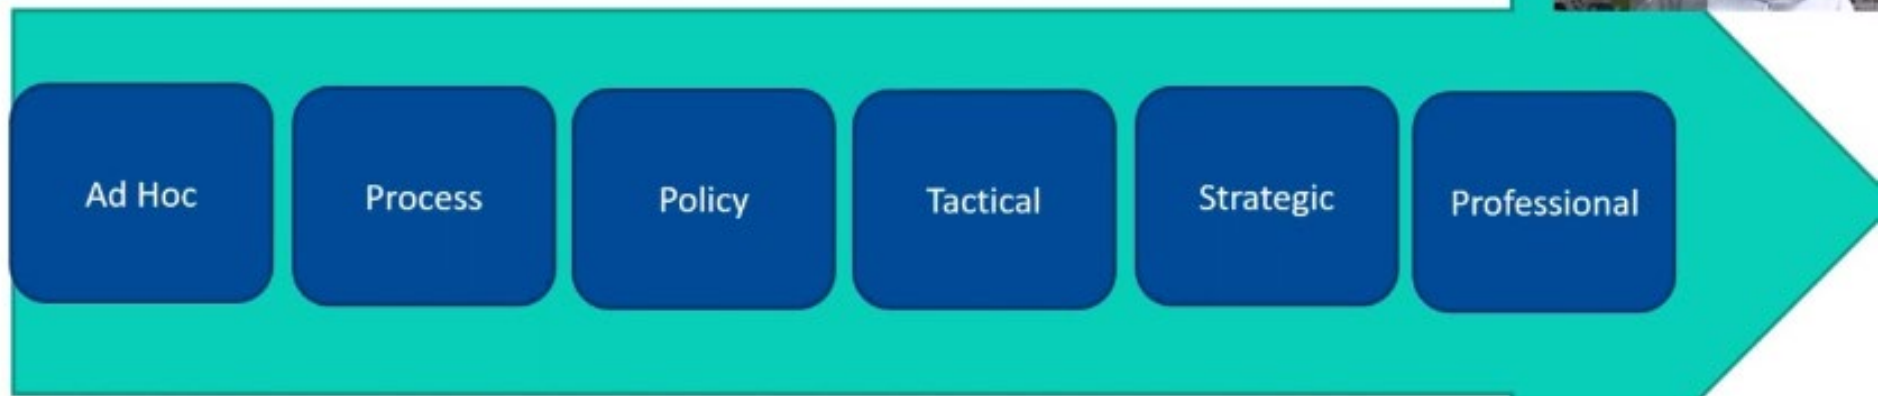 Ad Hoc
Process
Policy
Tactical
Strategic
Professional